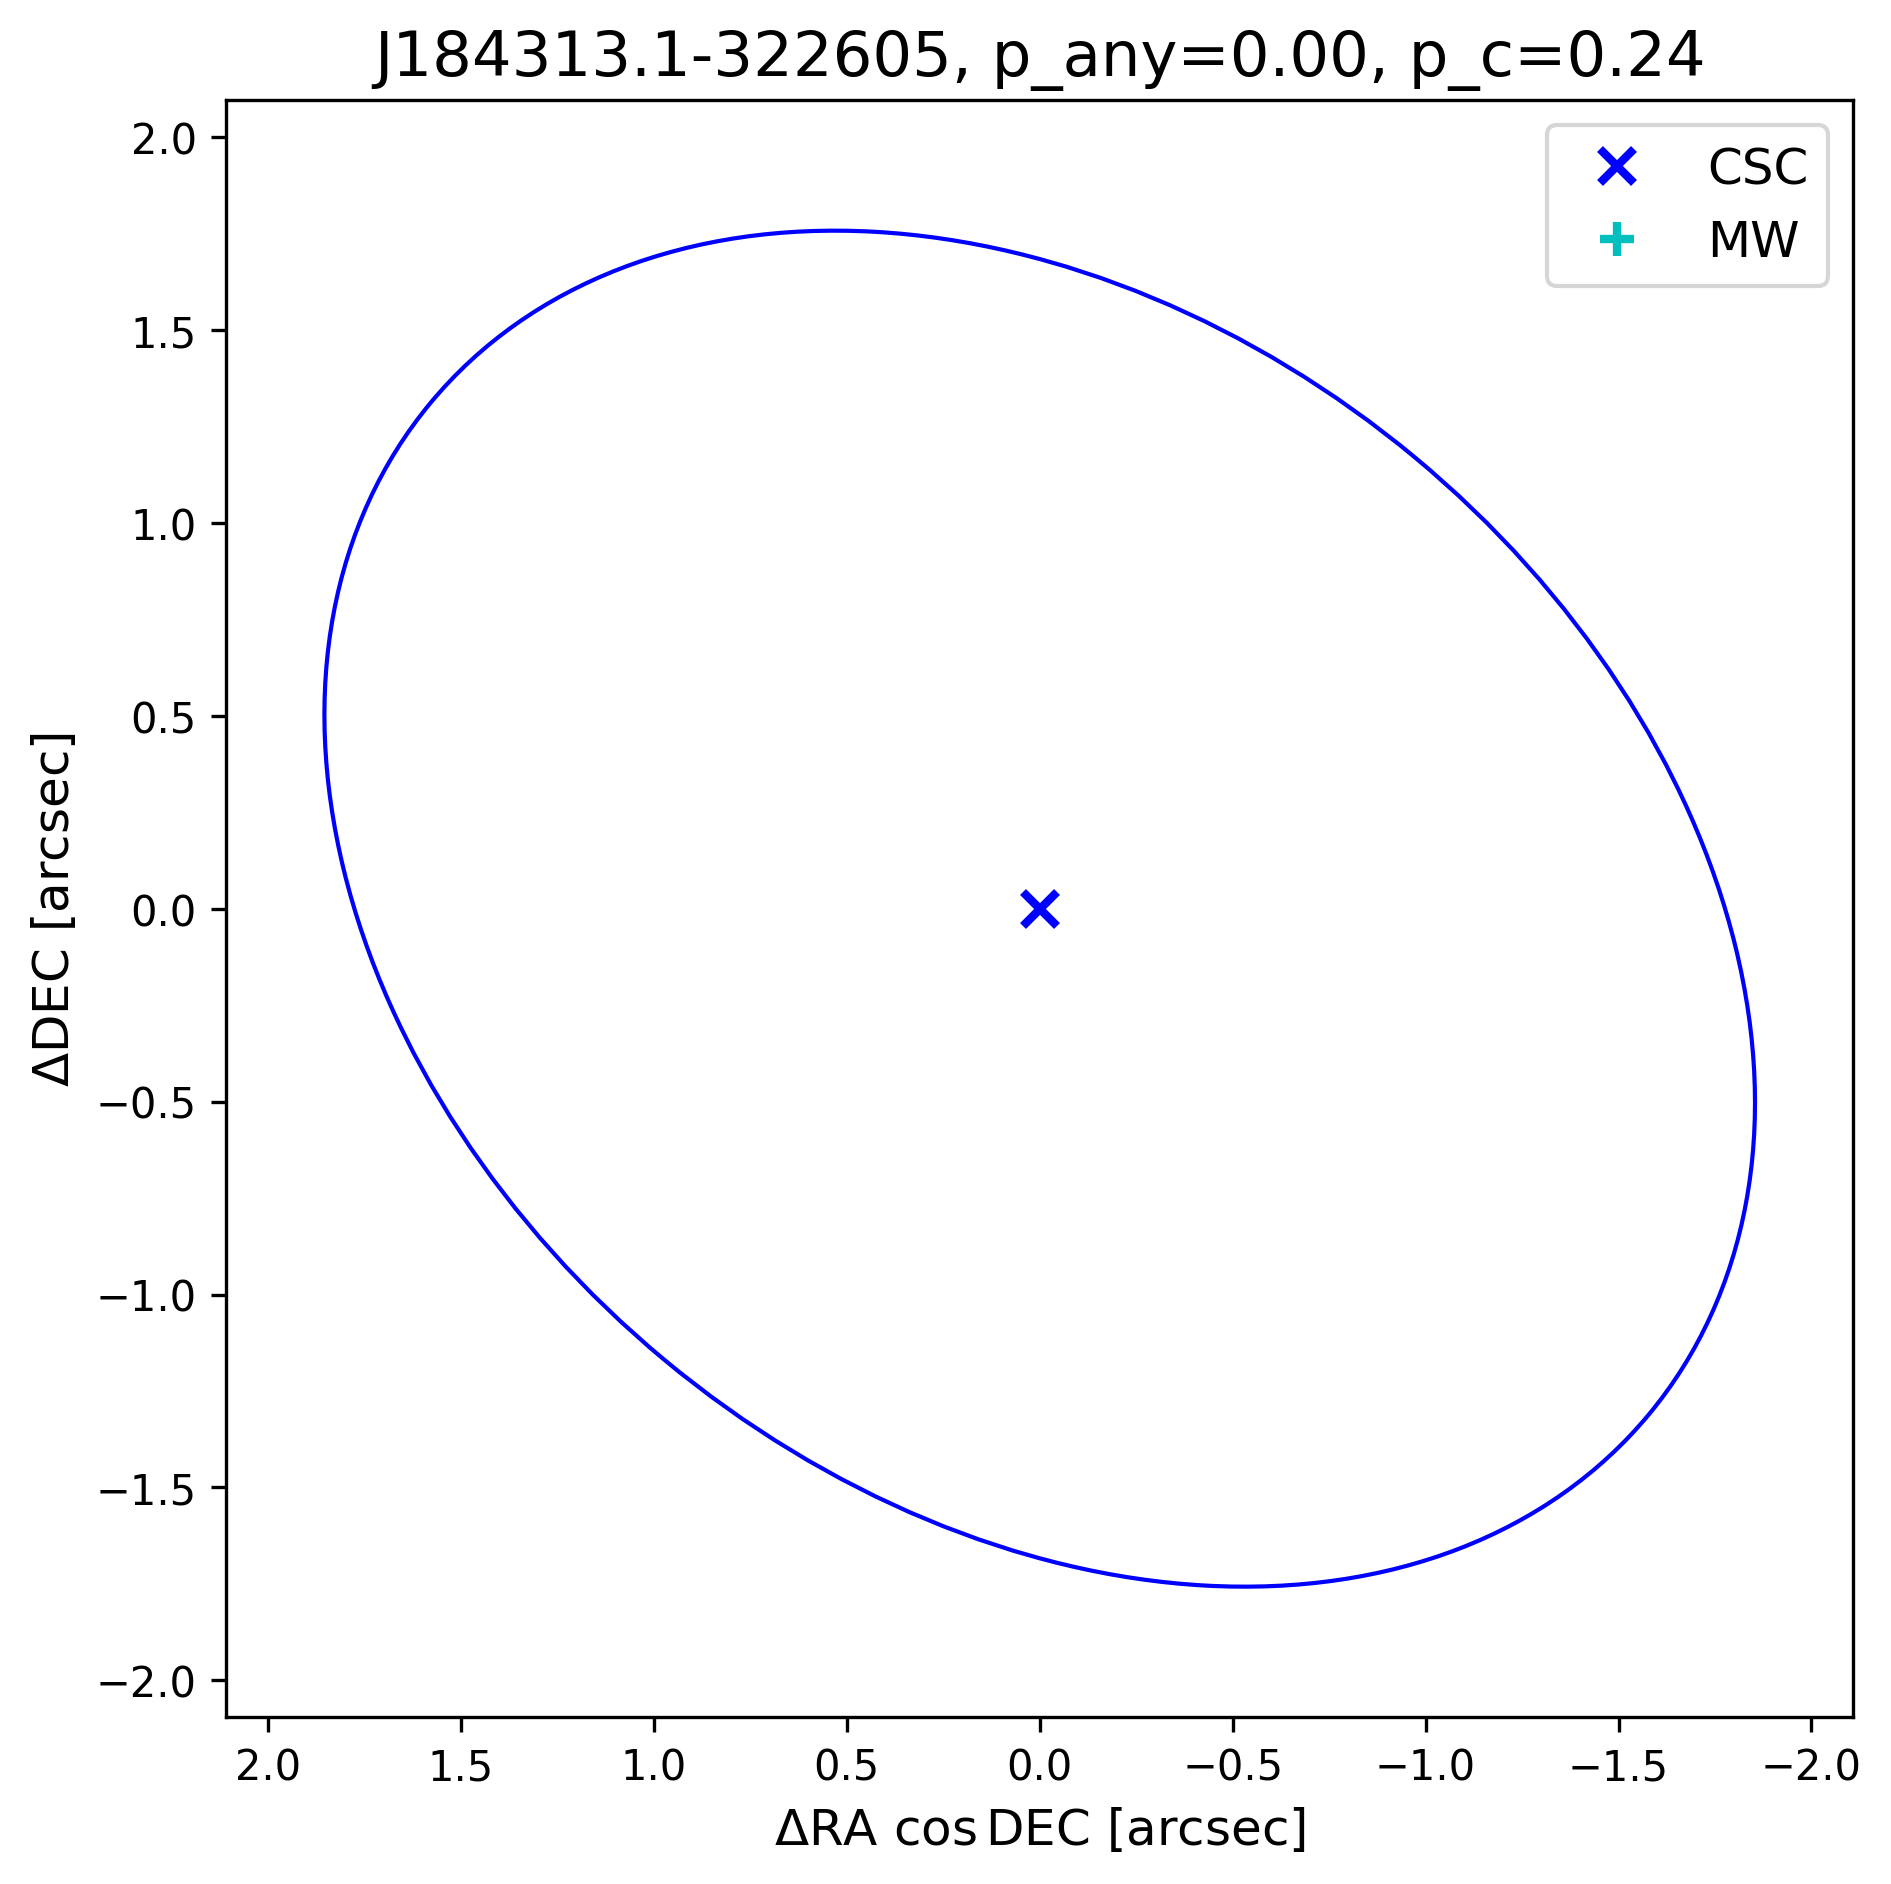 J184313.1-322605, p_any=0.00, p_c=0.24
CSC
MW
2.0
1.5
1.0
0.5
0.0
−0.5
−1.0
−1.5
−2.0
ΔDEC [arcsec]
2.0 1.5 1.0 0.5 0.0 −0.5 −1.0 −1.5 −2.0
ΔRA cos DEC [arcsec]